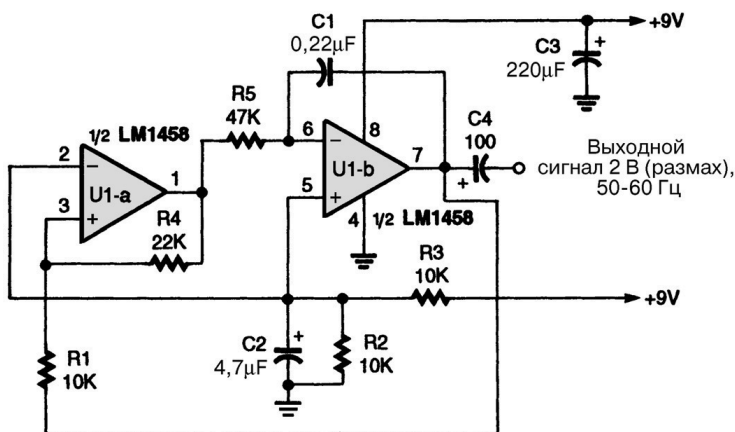 C1
0,22µF
+9V
C3
220µF
+
R5
47K
1/2 LM1458
2
−
U1-a
1
3
+
R4
22K
6
−
8
U1-b
7
5
+
4
1/2 LM1458
C4
100
+
Выходной
сигнал 2 В (размах),
50-60 Гц
R3
10K
+9V
C2
4,7µF
+
R2
10K
R1
10K